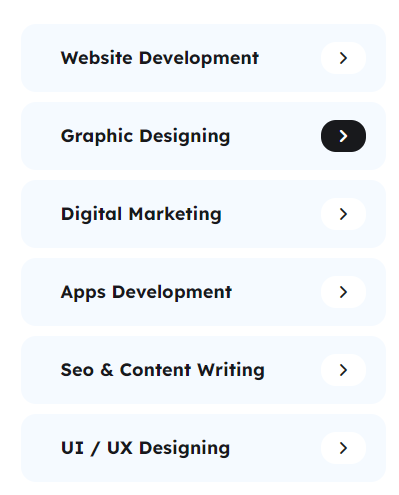 Website Development
Graphic Designing
Digital Marketing
Apps Development
Seo & Content Writing
UI / UX Designing